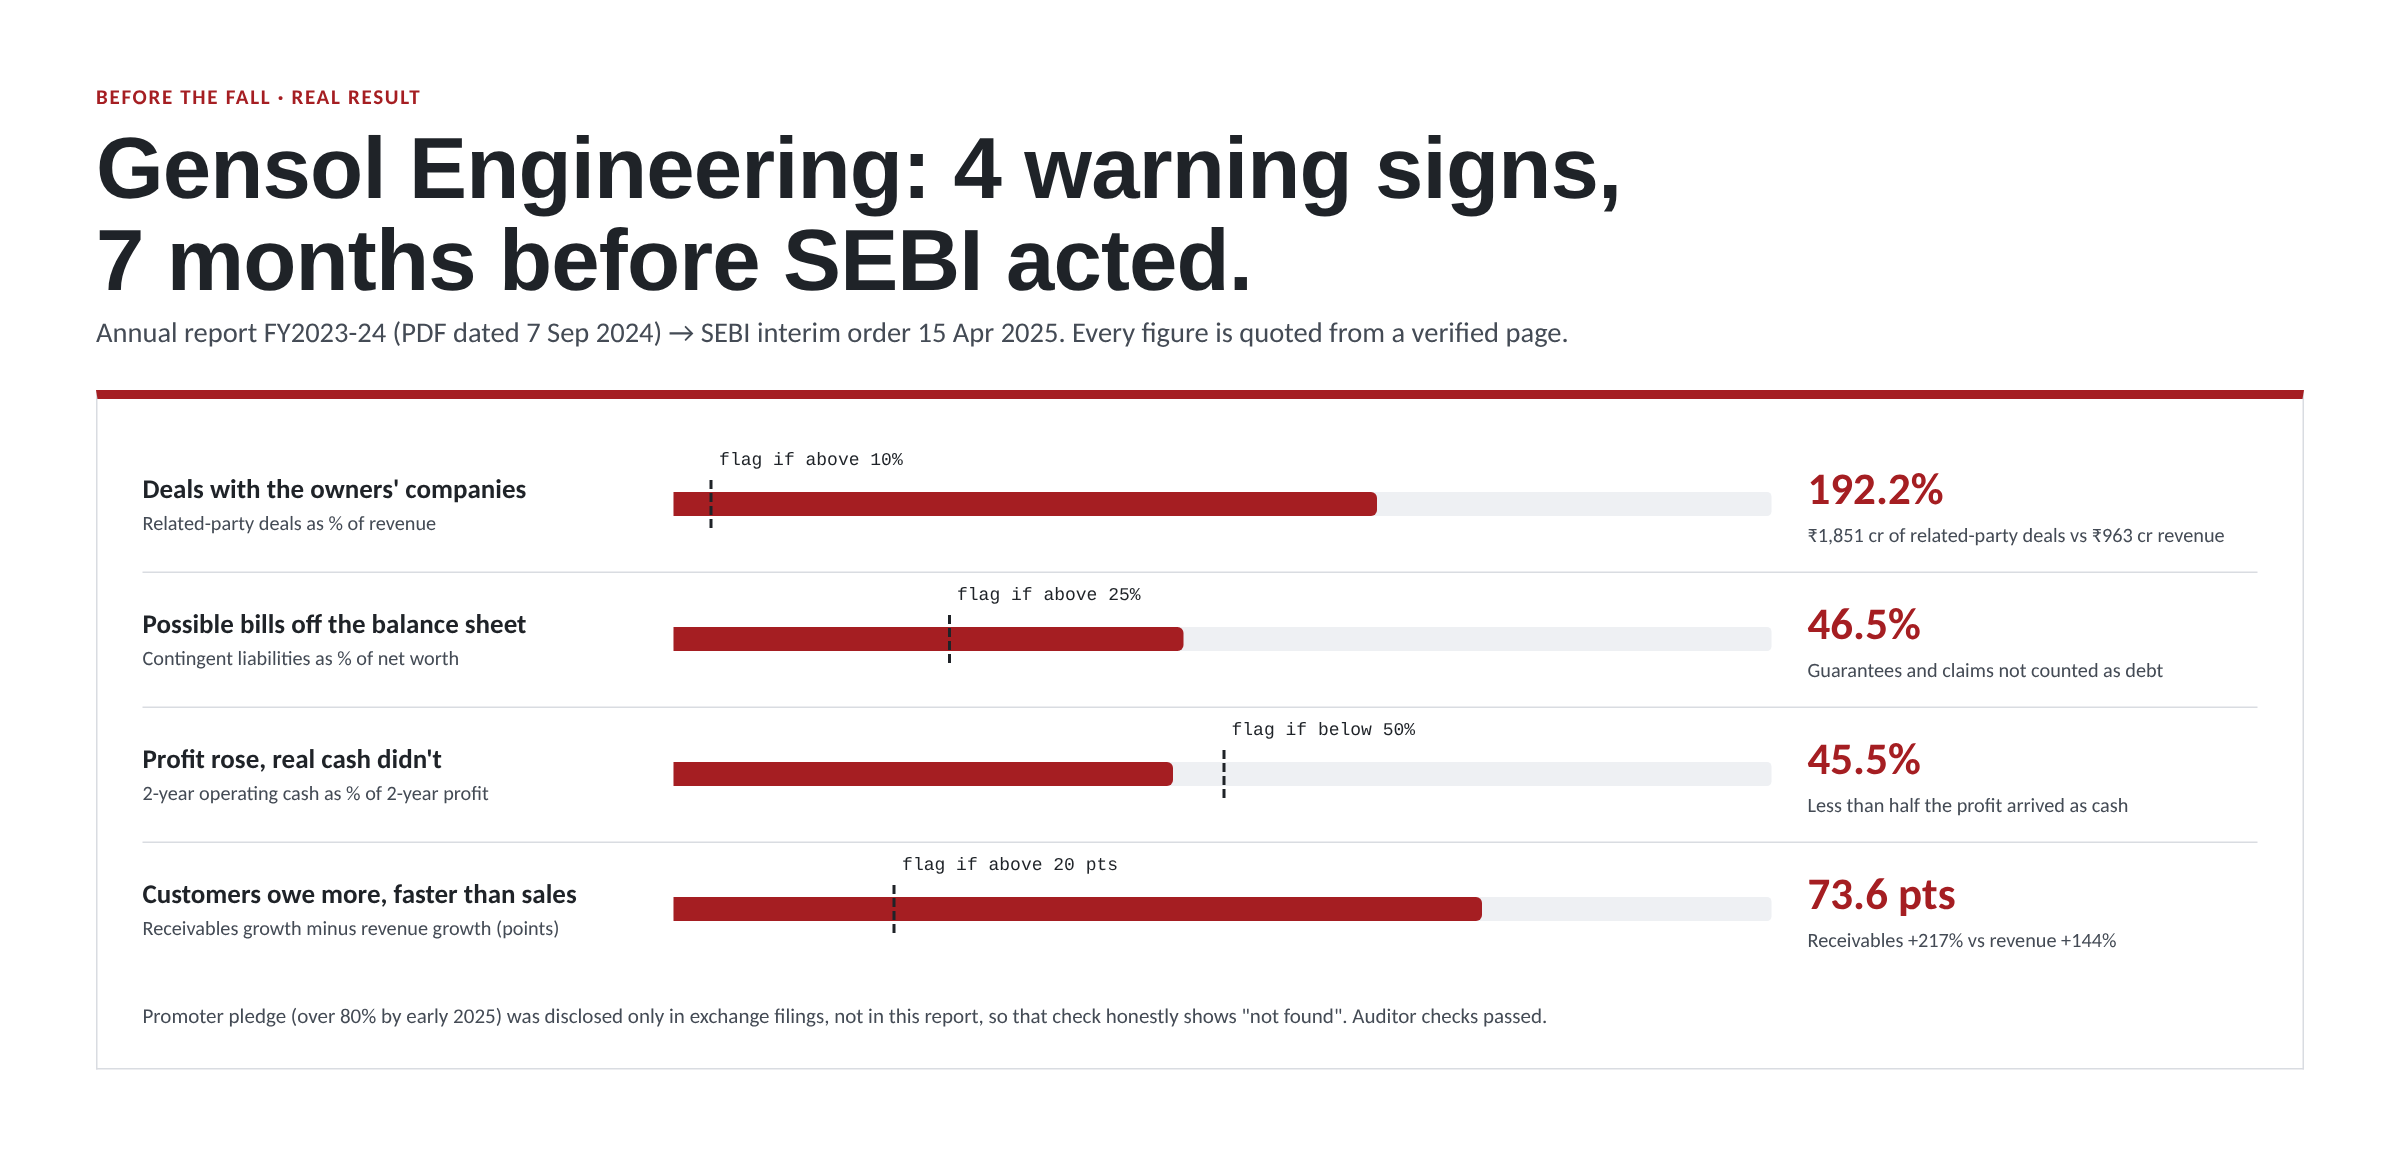 BEFORE THE FALL · REAL RESULT
Gensol Engineering: 4 warning signs,
7 months before SEBI acted.
Annual report FY2023-24 (PDF dated 7 Sep 2024) → SEBI interim order 15 Apr 2025. Every figure is quoted from a verified page.
flag if above 10%
Deals with the owners' companies
192.2%
Related-party deals as % of revenue
₹1,851 cr of related-party deals vs ₹963 cr revenue
flag if above 25%
Possible bills off the balance sheet
46.5%
Contingent liabilities as % of net worth
Guarantees and claims not counted as debt
flag if below 50%
Profit rose, real cash didn't
45.5%
2-year operating cash as % of 2-year profit
Less than half the profit arrived as cash
flag if above 20 pts
Customers owe more, faster than sales
73.6 pts
Receivables growth minus revenue growth (points)
Receivables +217% vs revenue +144%
Promoter pledge (over 80% by early 2025) was disclosed only in exchange filings, not in this report, so that check honestly shows "not found". Auditor checks passed.